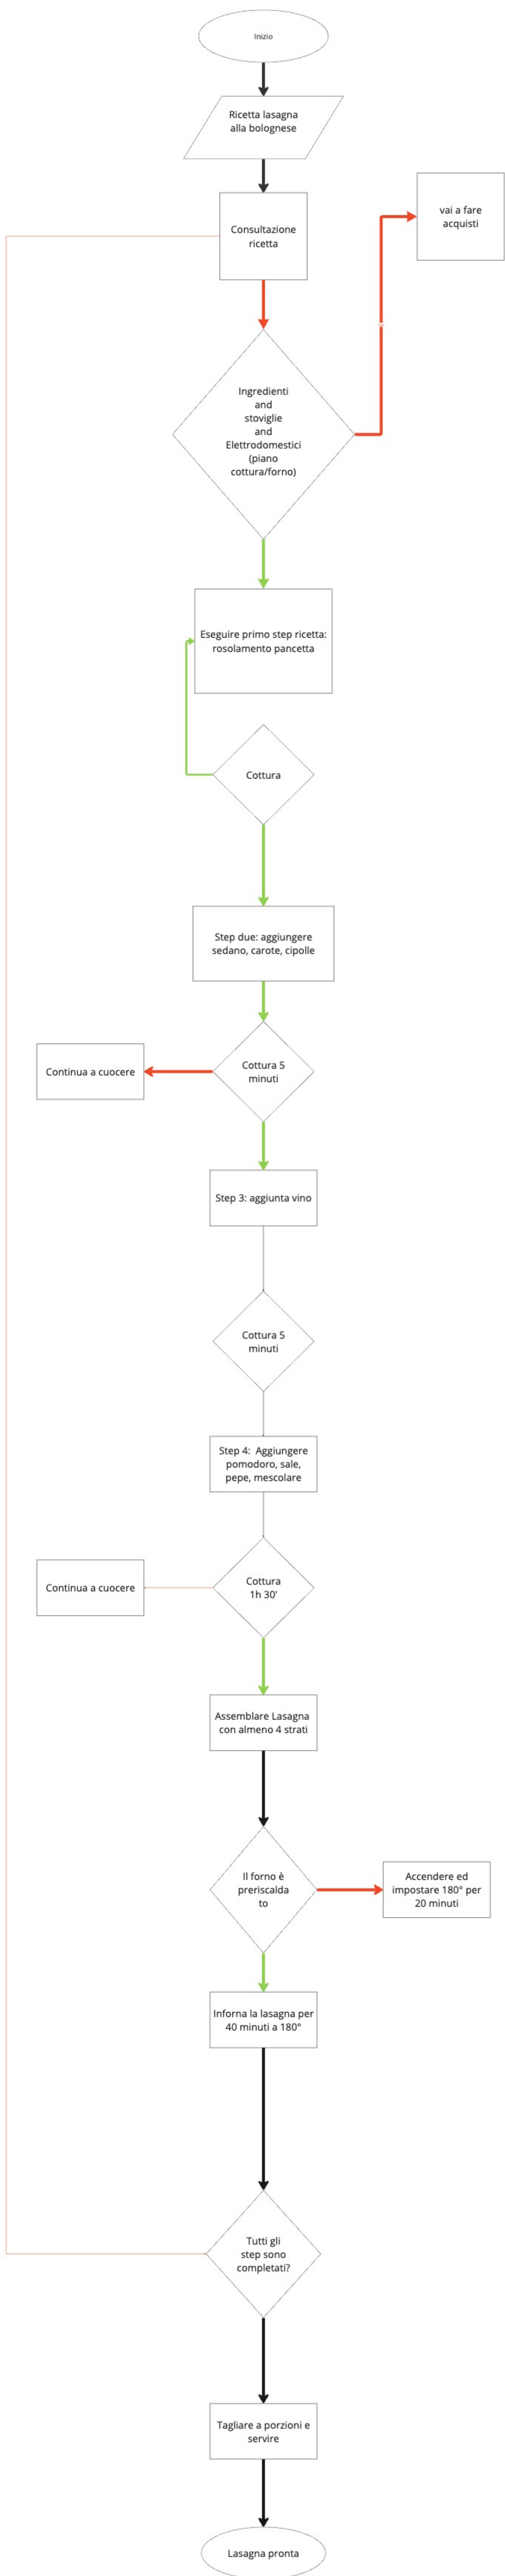 Inizio
Ricetta lasagna
alla bolognese
Consultazione
ricetta
vai a fare
acquisti
Ingredienti
and
stoviglie
and
Elettrodomestici
(piano
cottura/forno)
Eseguire primo step ricetta:
rosolamento pancetta
Cottura
Step due: aggiungere
sedano, carote, cipolle
Cottura 5
minuti
Continua a cuocere
Step 3: aggiunta vino
Cottura 5
minuti
Step 4: Aggiungere
pomodoro, sale,
pepe, mescolare
Cottura
1h 30'
Continua a cuocere
Assemblare Lasagna
con almeno 4 strati
Il forno è
preriscalda
to
Accendere ed
impostare 180° per
20 minuti
Inforna la lasagna per
40 minuti a 180°
Tutti gli
step sono
completati?
Tagliare a porzioni e
servire
Lasagna pronta